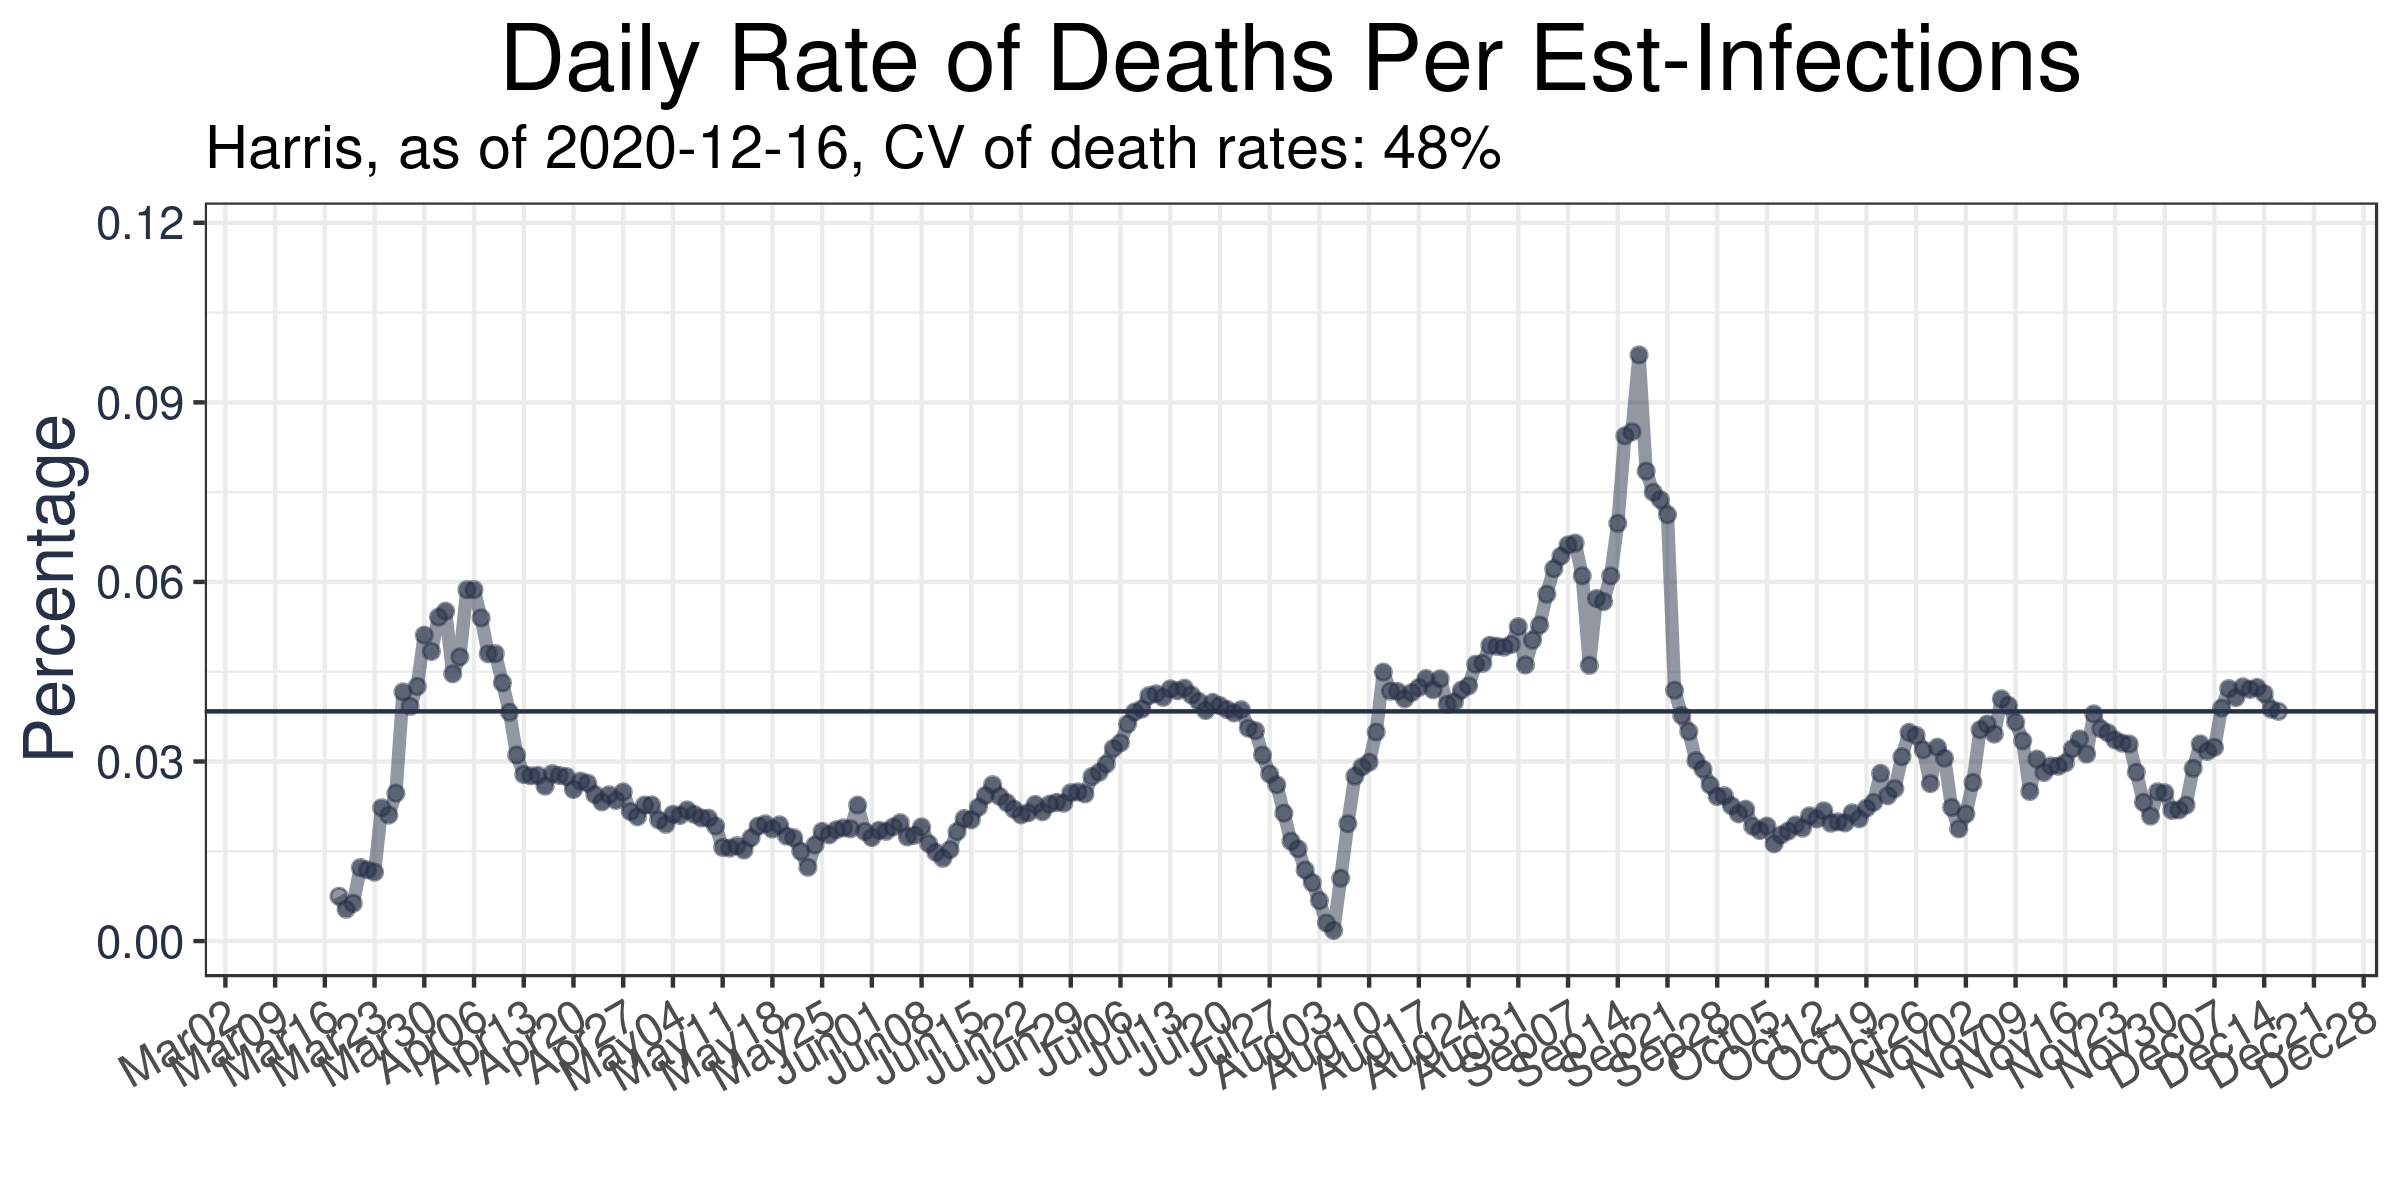 Daily Rate of Deaths Per Est-Infections
Harris, as of 2020-12-16, CV of death rates: 48%
Percentage
0.12
0.09
0.06
0.03
0.00
Mar02
Mar09
Mar16
Mar23
Mar30
Apr06
Apr13
Apr20
Apr27
May04
May11
May18
May25
Jun01
Jun08
Jun15
Jun22
Jun29
Jul06
Jul13
Jul20
Jul27
Aug03
Aug10
Aug17
Aug24
Aug31
Sep07
Sep14
Sep21
Sep28
Oct05
Oct12
Oct19
Oct26
Nov02
Nov09
Nov16
Nov23
Nov30
Dec07
Dec14
Dec21
Dec28